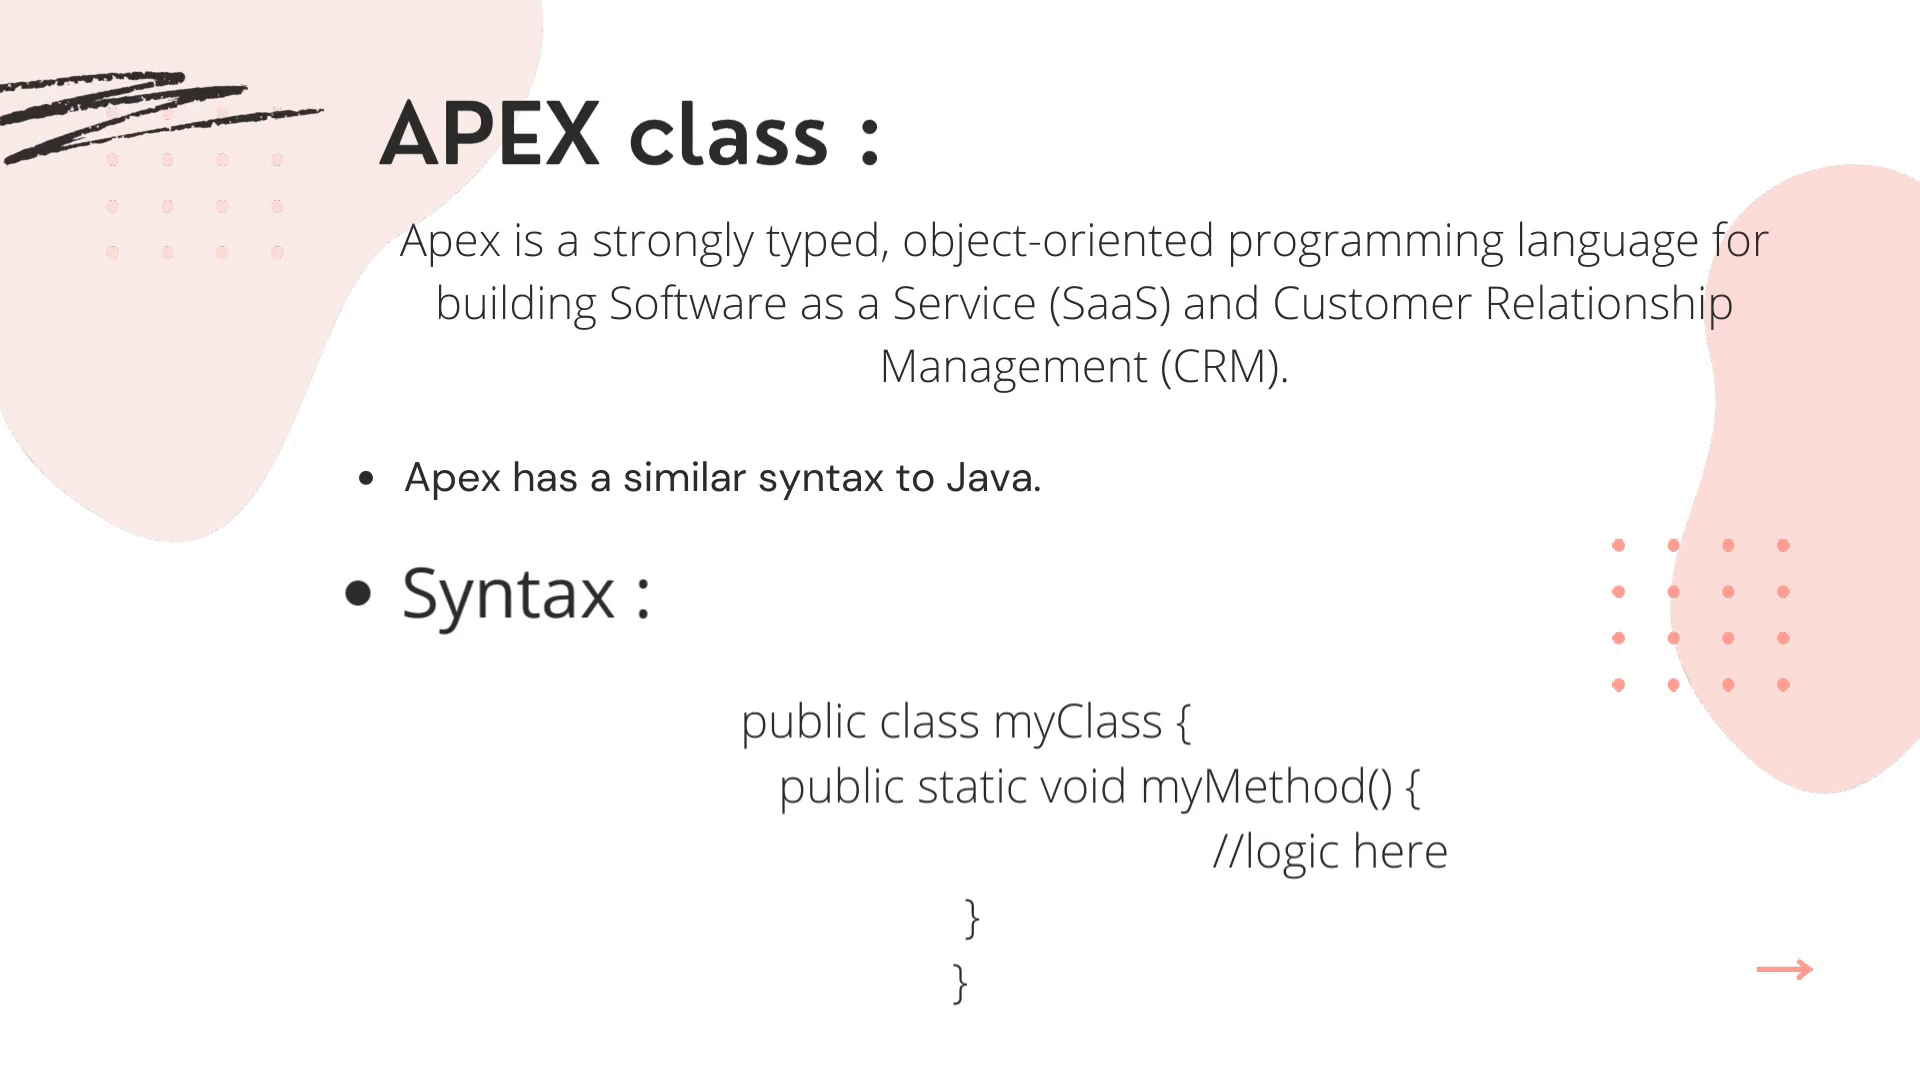 APEX class :
Apex is a strongly typed, object-oriented programming language for
building Software as a Service (SaaS) and Customer Relationship
Management (CRM).
• Apex has a similar syntax to Java.
• Syntax :
public class myClass {
public static void myMethod() {
//logic here
}
}